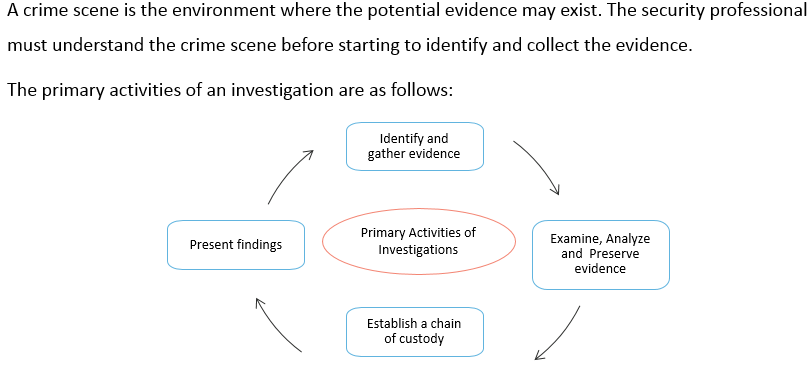 A crime scene is the environment where the potential evidence may exist. The security professional
must understand the crime scene before starting to identify and collect the evidence.
The primary activities of an investigation are as follows:
Identify and
gather evidence
Present findings
Primary Activities of
Investigations
Examine, Analyze
and Preserve
evidence
Establish a chain
of custody